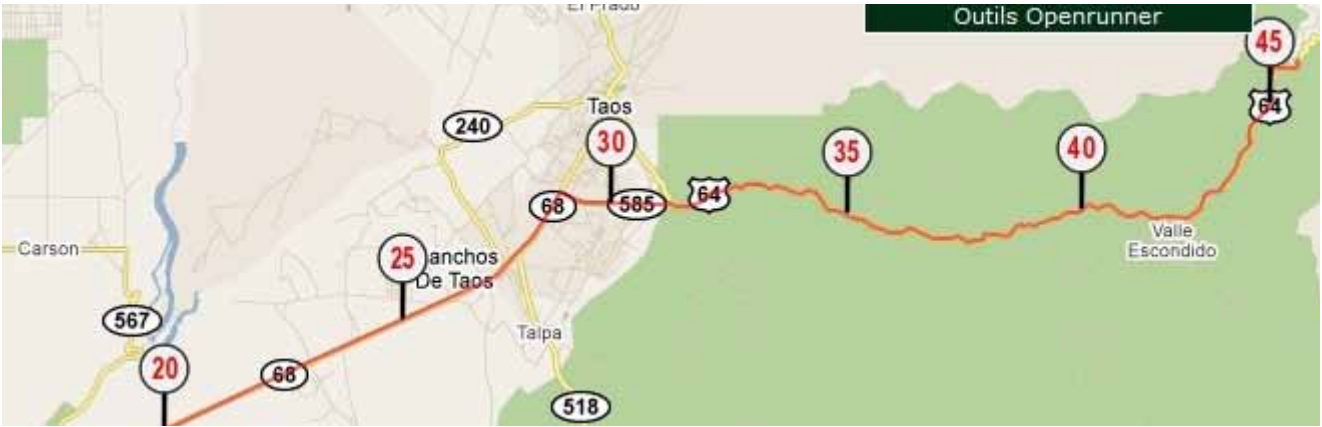 El Prado
Outils Openrunner
45
Taos
64
240
30
35
40
68
585
64
Carson
25
anchos
De Taos
Valle
Escondido
567
Talpa
20
68
518